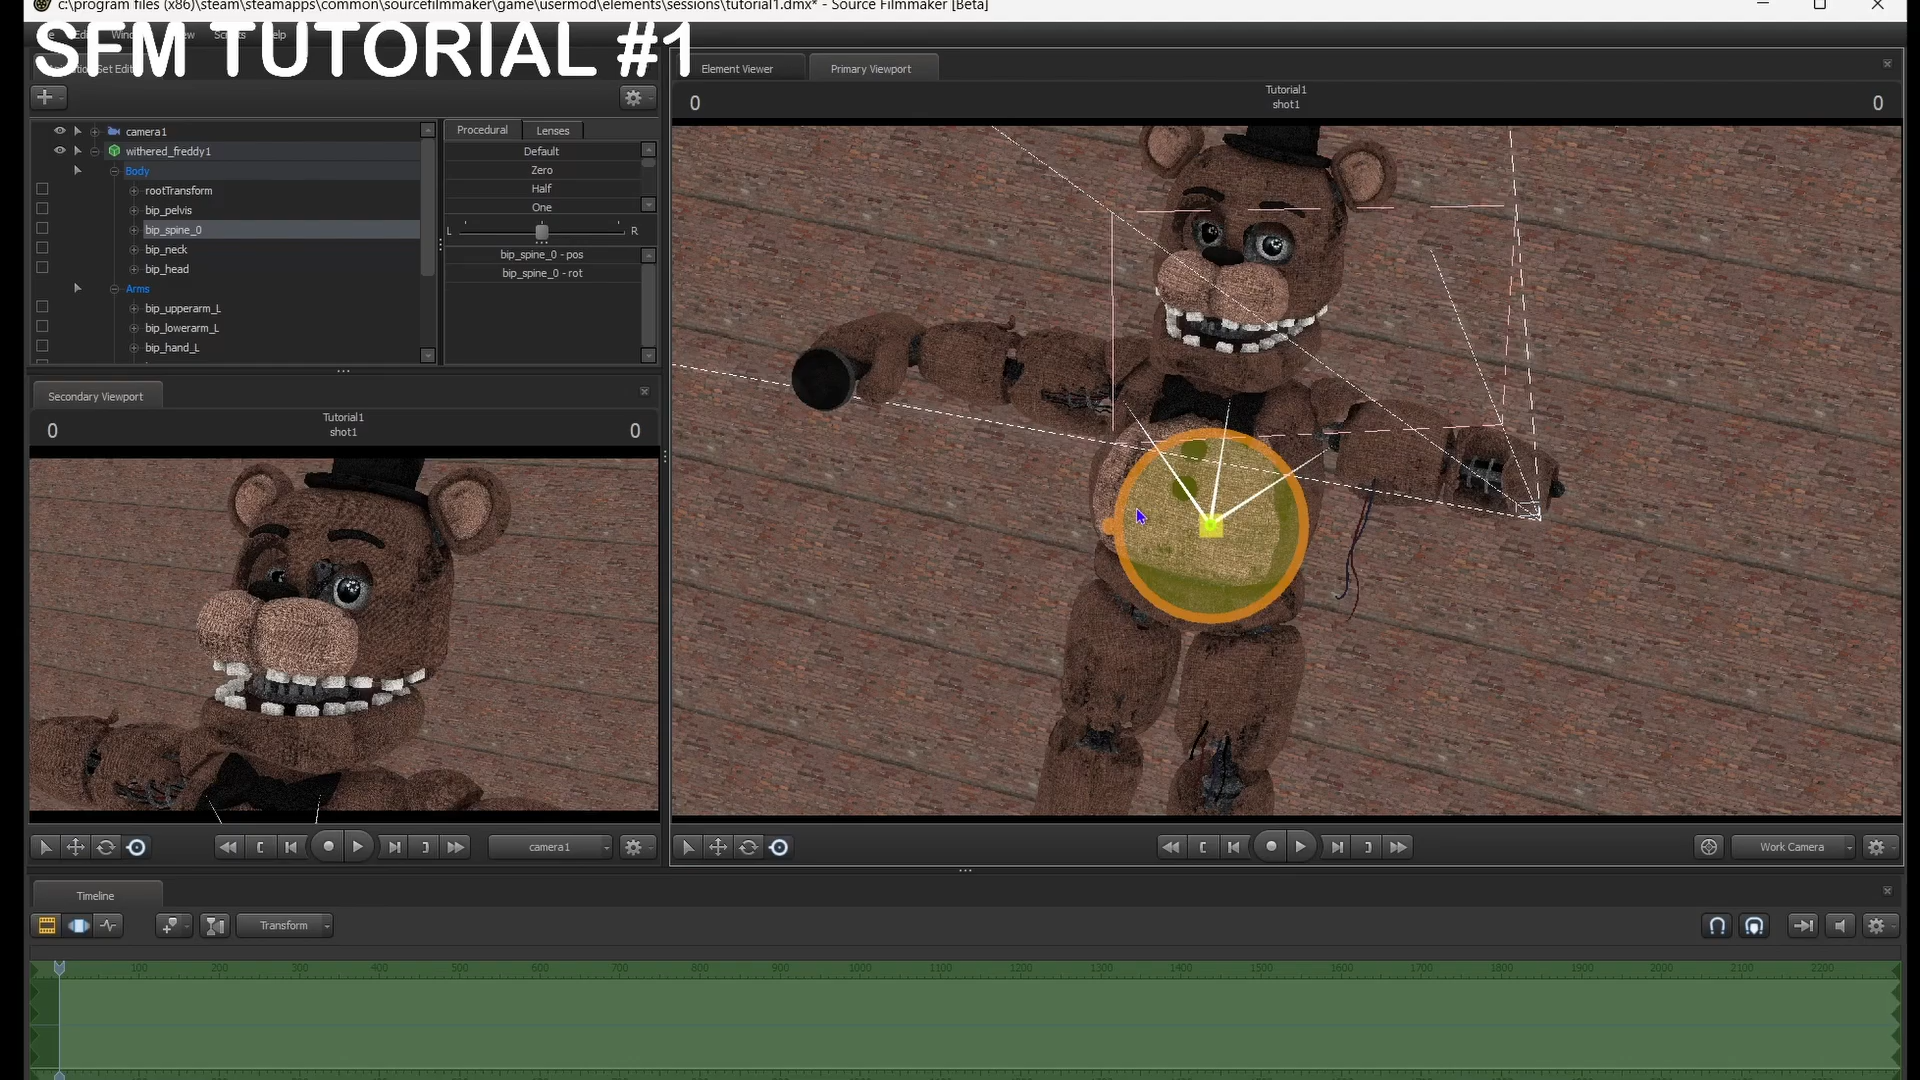 c:\program files (x86)\steam\steamapps\common\sourcefilmmaker\game\usermod\elements\sessions\tutorial1.dmx* - Source Filmmaker [Beta]
SFM TUTORIAL #1
Element Viewer
Primary Viewport
0
Tutorial1
shot1
0
camera1
withered_freddy1
Body
rootTransform
bip_pelvis
bip_spine_0
bip_neck
bip_head
Arms
bip_upperarm_L
bip_lowerarm_L
bip_hand_L
Procedural
Lenses
Default
Zero
Half
One
L
R
bip_spine_0 - pos
bip_spine_0 - rot
Secondary Viewport
0
Tutorial1
shot1
0
camera1
Work Camera
Timeline
Transform
100 200 300 400 500 600 700 800 900 1000 1100 1200 1300 1400 1500 1600 1700 1800 1900 2000 2100 2200